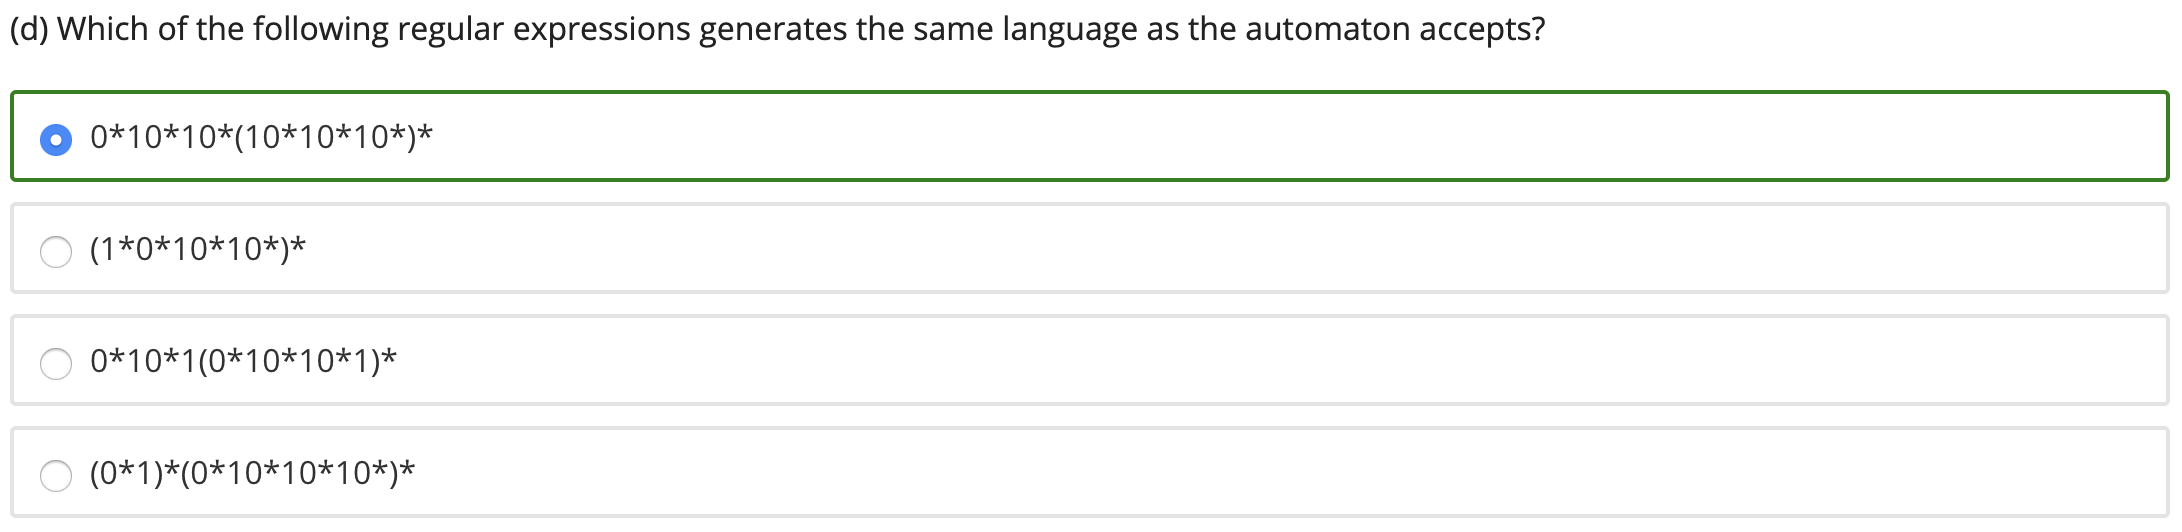 (d) Which of the following regular expressions generates the same language as the automaton accepts?
0*10*10*(10*10*10*)*
(1*0*10*10*)*
0*10*1(0*10*10*1)*
(0*1)*(0*10*10*10*)*